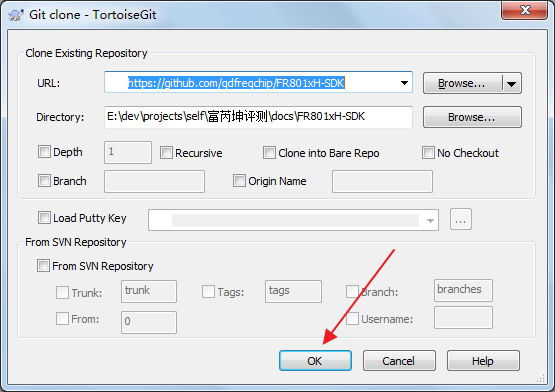 Git clone - TortoiseGit
Clone Existing Repository
URL: https://github.com/qdfreqchip/FR801xH-SDK Browse...
Directory: E:\dev\projects\self\富芮坤评测\docs\FR801xH-SDK Browse...
Depth 1 Recursive Clone into Bare Repo No Checkout
Branch Origin Name
Load Putty Key ...
From SVN Repository
From SVN Repository
Trunk: trunk Tags: tags Branch: branches
From: 0 Username:
OK Cancel Help